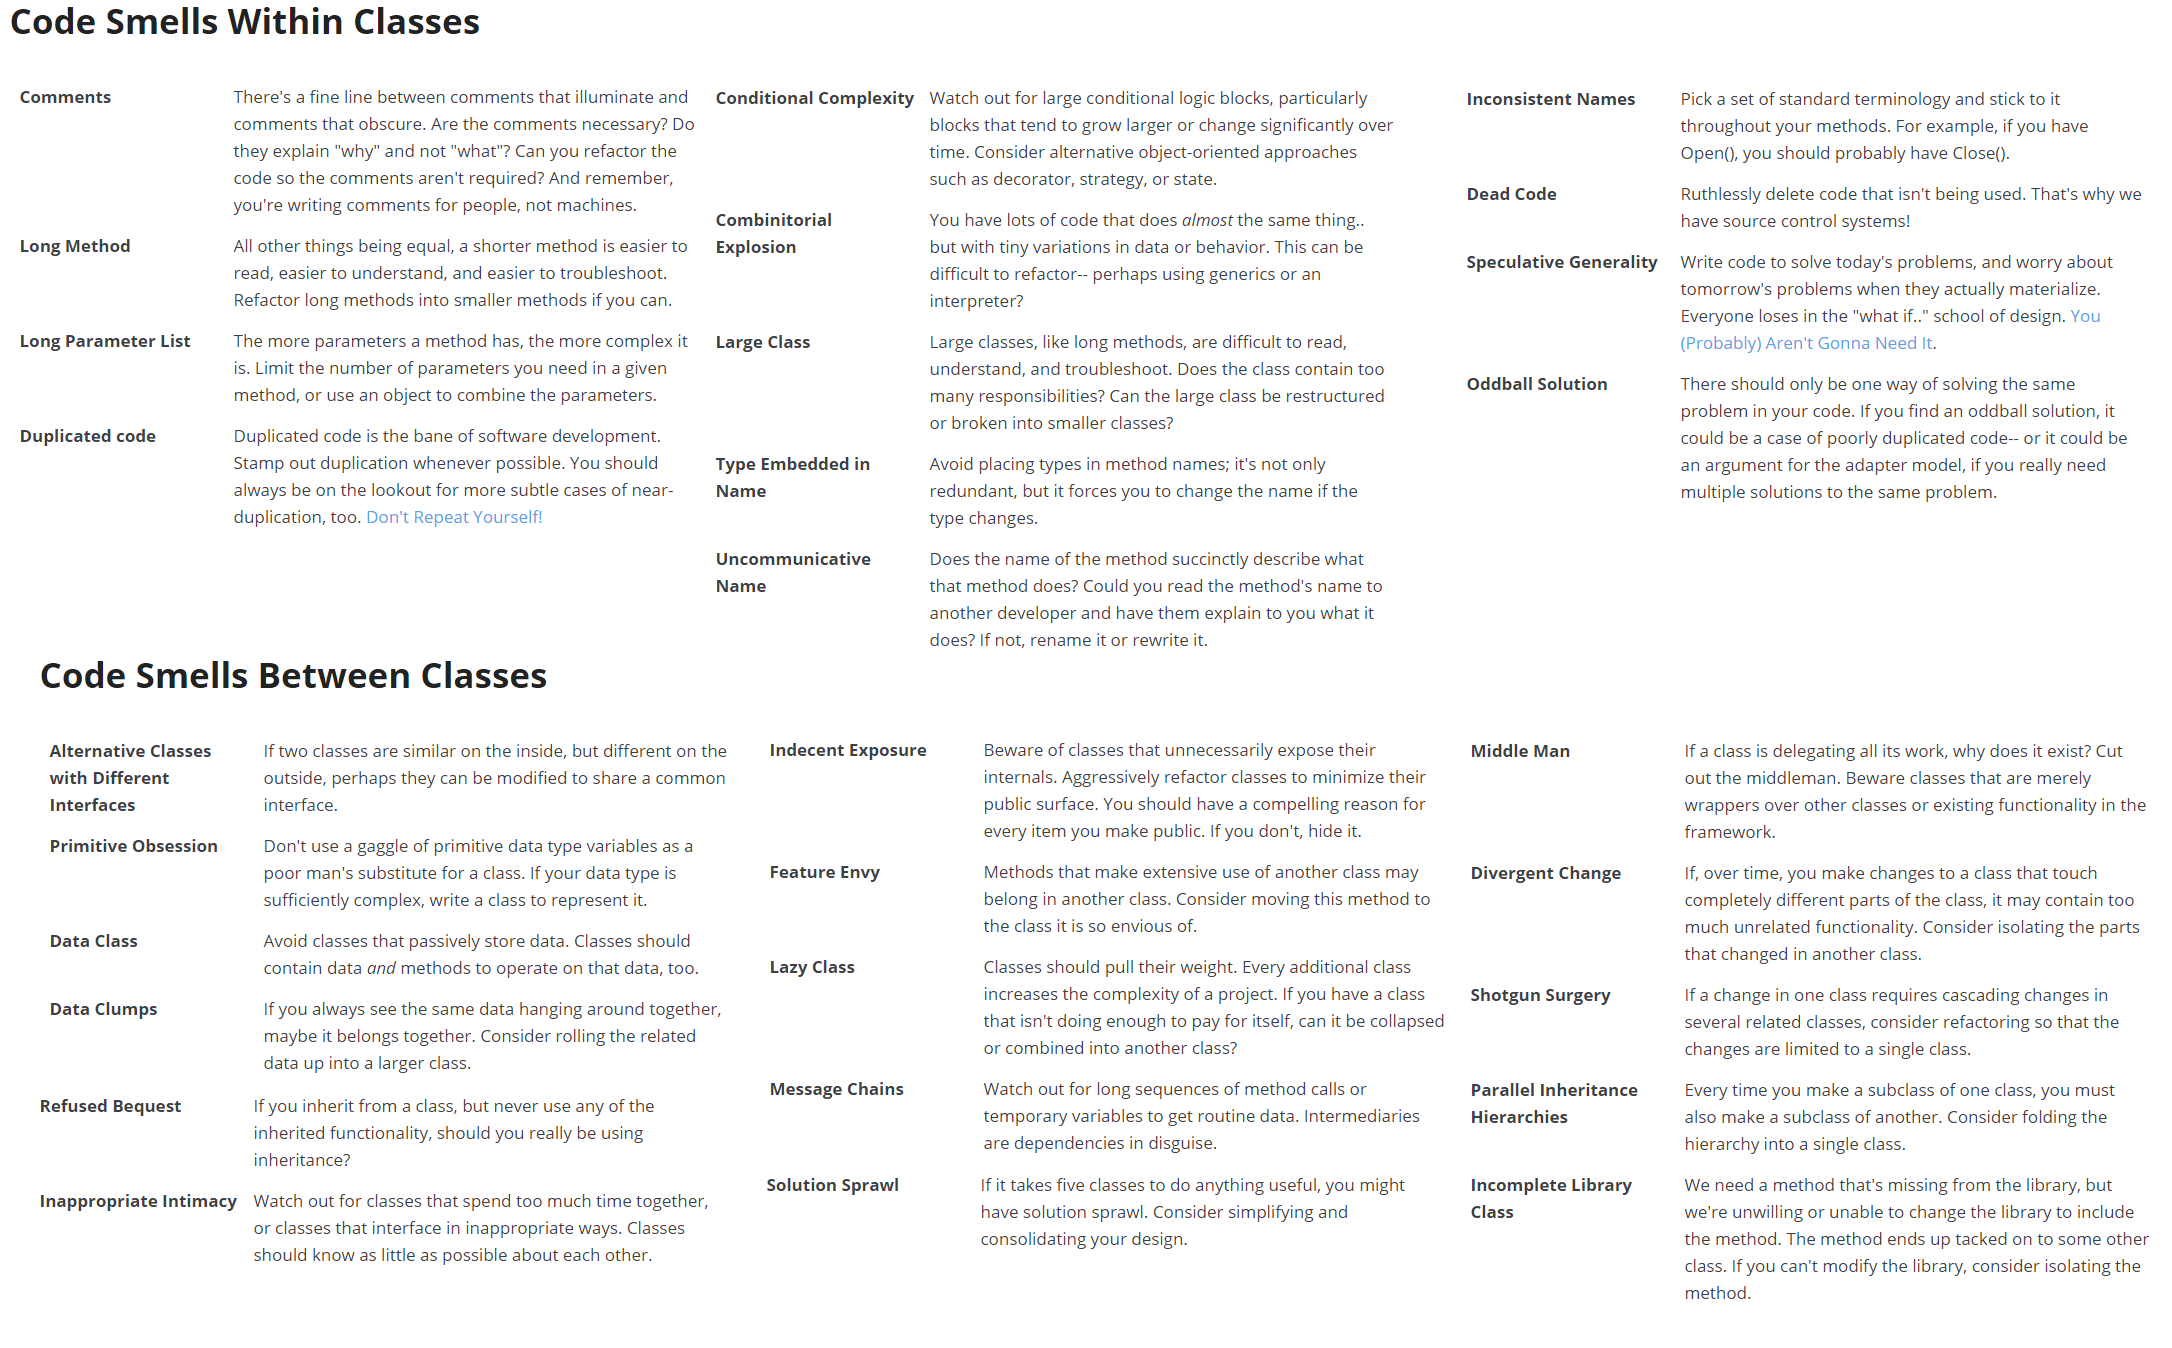 Code Smells Within Classes
Comments
There's a fine line between comments that illuminate and
comments that obscure. Are the comments necessary? Do
they explain "why" and not "what"? Can you refactor the
code so the comments aren't required? And remember,
you're writing comments for people, not machines.
Long Method
All other things being equal, a shorter method is easier to
read, easier to understand, and easier to troubleshoot.
Refactor long methods into smaller methods if you can.
Long Parameter List
The more parameters a method has, the more complex it
is. Limit the number of parameters you need in a given
method, or use an object to combine the parameters.
Duplicated code
Duplicated code is the bane of software development.
Stamp out duplication whenever possible. You should
always be on the lookout for more subtle cases of near-
duplication, too. Don't Repeat Yourself!
Conditional Complexity
Watch out for large conditional logic blocks, particularly
blocks that tend to grow larger or change significantly over
time. Consider alternative object-oriented approaches
such as decorator, strategy, or state.
Combinitorial
Explosion
You have lots of code that does almost the same thing..
but with tiny variations in data or behavior. This can be
difficult to refactor-- perhaps using generics or an
interpreter?
Large Class
Large classes, like long methods, are difficult to read,
understand, and troubleshoot. Does the class contain too
many responsibilities? Can the large class be restructured
or broken into smaller classes?
Type Embedded in
Name
Avoid placing types in method names; it's not only
redundant, but it forces you to change the name if the
type changes.
Uncommunicative
Name
Does the name of the method succinctly describe what
that method does? Could you read the method's name to
another developer and have them explain to you what it
does? If not, rename it or rewrite it.
Inconsistent Names
Pick a set of standard terminology and stick to it
throughout your methods. For example, if you have
Open(), you should probably have Close().
Dead Code
Ruthlessly delete code that isn't being used. That's why we
have source control systems!
Speculative Generality
Write code to solve today's problems, and worry about
tomorrow's problems when they actually materialize.
Everyone loses in the "what if.." school of design. You
(Probably) Aren't Gonna Need It.
Oddball Solution
There should only be one way of solving the same
problem in your code. If you find an oddball solution, it
could be a case of poorly duplicated code-- or it could be
an argument for the adapter model, if you really need
multiple solutions to the same problem.
Code Smells Between Classes
Alternative Classes
with Different
Interfaces
If two classes are similar on the inside, but different on the
outside, perhaps they can be modified to share a common
interface.
Primitive Obsession
Don't use a gaggle of primitive data type variables as a
poor man's substitute for a class. If your data type is
sufficiently complex, write a class to represent it.
Data Class
Avoid classes that passively store data. Classes should
contain data and methods to operate on that data, too.
Data Clumps
If you always see the same data hanging around together,
maybe it belongs together. Consider rolling the related
data up into a larger class.
Refused Bequest
If you inherit from a class, but never use any of the
inherited functionality, should you really be using
inheritance?
Inappropriate Intimacy
Watch out for classes that spend too much time together,
or classes that interface in inappropriate ways. Classes
should know as little as possible about each other.
Indecent Exposure
Beware of classes that unnecessarily expose their
internals. Aggressively refactor classes to minimize their
public surface. You should have a compelling reason for
every item you make public. If you don't, hide it.
Feature Envy
Methods that make extensive use of another class may
belong in another class. Consider moving this method to
the class it is so envious of.
Lazy Class
Classes should pull their weight. Every additional class
increases the complexity of a project. If you have a class
that isn't doing enough to pay for itself, can it be collapsed
or combined into another class?
Message Chains
Watch out for long sequences of method calls or
temporary variables to get routine data. Intermediaries
are dependencies in disguise.
Solution Sprawl
If it takes five classes to do anything useful, you might
have solution sprawl. Consider simplifying and
consolidating your design.
Middle Man
If a class is delegating all its work, why does it exist? Cut
out the middleman. Beware classes that are merely
wrappers over other classes or existing functionality in the
framework.
Divergent Change
If, over time, you make changes to a class that touch
completely different parts of the class, it may contain too
much unrelated functionality. Consider isolating the parts
that changed in another class.
Shotgun Surgery
If a change in one class requires cascading changes in
several related classes, consider refactoring so that the
changes are limited to a single class.
Parallel Inheritance
Hierarchies
Every time you make a subclass of one class, you must
also make a subclass of another. Consider folding the
hierarchy into a single class.
Incomplete Library
Class
We need a method that's missing from the library, but
we're unwilling or unable to change the library to include
the method. The method ends up tacked on to some other
class. If you can't modify the library, consider isolating the
method.